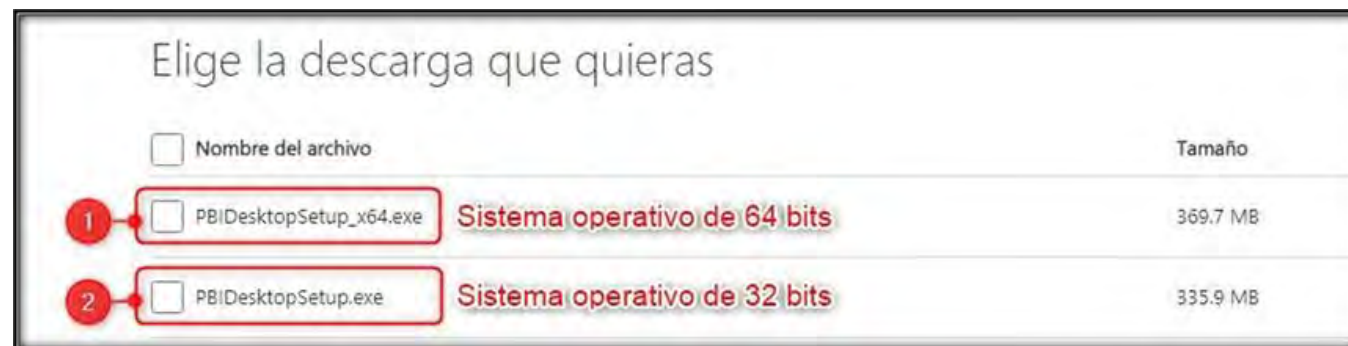 Elige la descarga que quieras
Nombre del archivo Tamaño
1 PBIDesktopSetup_x64.exe Sistema operativo de 64 bits 369.7 MB
2 PBIDesktopSetup.exe Sistema operativo de 32 bits 335.9 MB